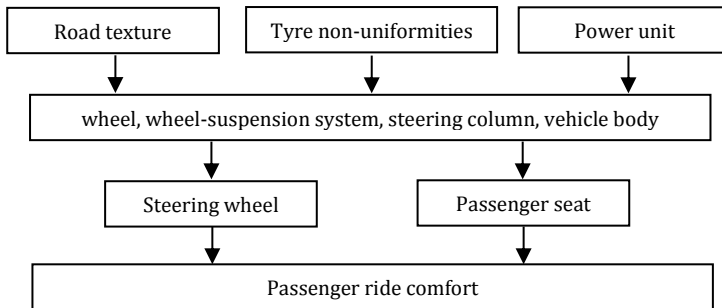 Road texture
Tyre non-uniformities
Power unit
wheel, wheel-suspension system, steering column, vehicle body
Steering wheel
Passenger seat
Passenger ride comfort